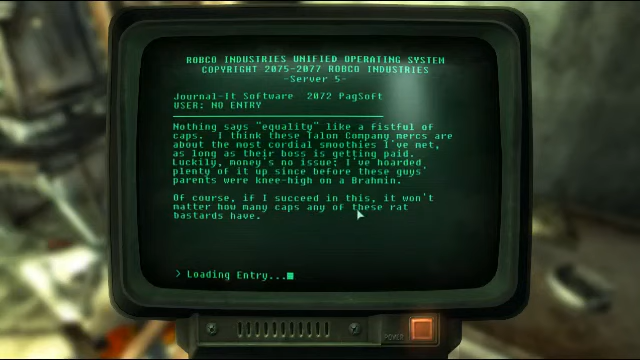 ROBCO INDUSTRIES UNIFIED OPERATING SYSTEM
COPYRIGHT 2075-2077 ROBCO INDUSTRIES
-Server 5-
Journal-It Software  2072 PagSoft
USER: NO ENTRY
Nothing says "equality" like a fistful of
caps.  I think these Talon Company mercs are
about the most cordial smoothies I've met,
as long as their boss is getting paid.
Luckily, money's no issue; I've hoarded
plenty of it up since before these guys'
parents were knee-high on a Brahmin.
Of course, if I succeed in this, it won't
matter how many caps any of these rat
bastards have.
> Loading Entry...
POWER